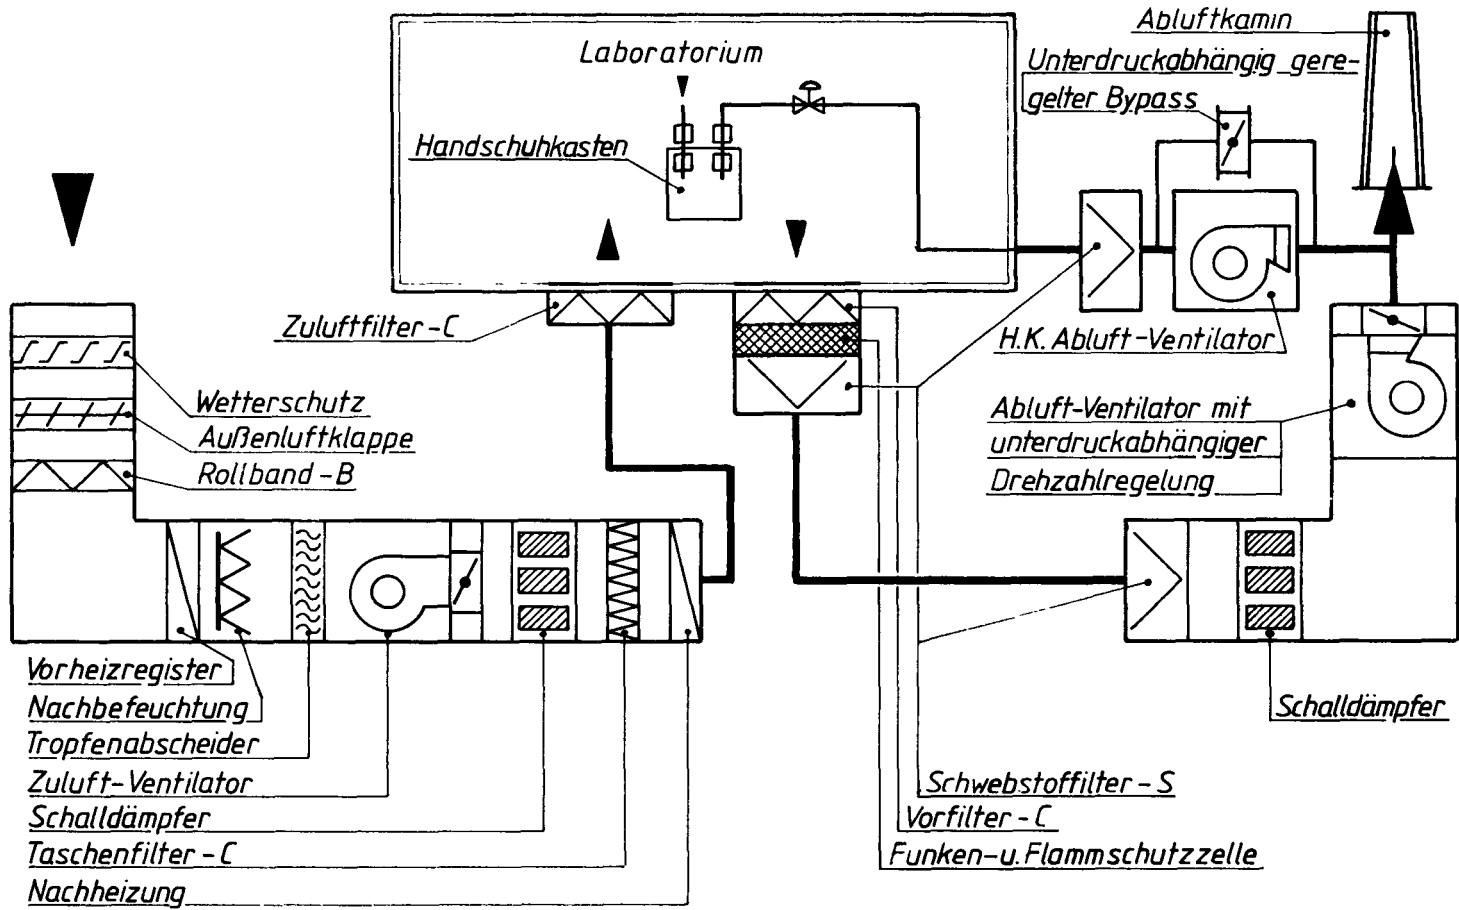 Abluftkamin
Laboratorium
Unterdruckabhängig gere-
gelter Bypass
Handschuhkasten
Zuluftfilter-C
H.K. Abluft-Ventilator
Wetterschutz
Außenluftklappe
Rollband-B
Abluft-Ventilator mit
unterdruckabhängiger
Drehzahlregelung
Vorheizregister
Nachbefeuchtung
Tropfenabscheider
Zuluft-Ventilator
Schalldämpfer
Taschenfilter-C
Nachheizung
Schalldämpfer
Schwebstoffilter-S
Vorfilter-C
Funken-u. Flammschutzzelle